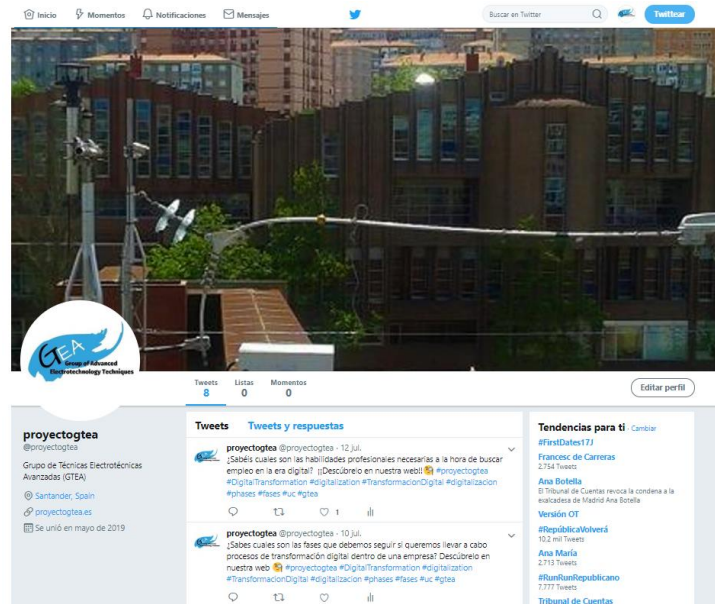 Inicio Momentos Notificaciones Mensajes Buscar en Twitter Twittear
GTEA
Group of Advanced
Electrotechnology Techniques
Tweets Listas Momentos
8 0 0
Editar perfil
proyectogtea
@proyectogtea
Grupo de Técnicas Electrotécnicas
Avanzadas (GTEA)
Santander, Spain
proyectogtea.es
Se unió en mayo de 2019
Tweets Tweets y respuestas
proyectogtea @proyectogtea · 12 jul.
¿Sabéis cuales son las habilidades profesionales necesarias a la hora de buscar
empleo en la era digital? ¡¡Descúbrelo en nuestra web!! #proyectogtea
#DigitalTransformation #digitalization #TransformacionDigital #digitalizacion
#phases #fases #uc #gtea
1
proyectogtea @proyectogtea · 10 jul.
¿Sabes cuales son las fases que debemos seguir si queremos llevar a cabo
procesos de transformación digital dentro de una empresa? Descúbrelo en
nuestra web #proyectogtea #DigitalTransformation #digitalization
#TransformacionDigital #digitalizacion #phases #fases #uc #gtea
Tendencias para ti · Cambiar
#FirstDates17J
Francesc de Carreras
2.754 Tweets
Ana Botella
El Tribunal de Cuentas revoca la condena a la
exalcadesa de Madrid Ana Botella
Versión OT
#RepúblicaVolverá
10,2 mil Tweets
Ana María
2.713 Tweets
#RunRunRepublicano
7.777 Tweets
Tribunal de Cuentas